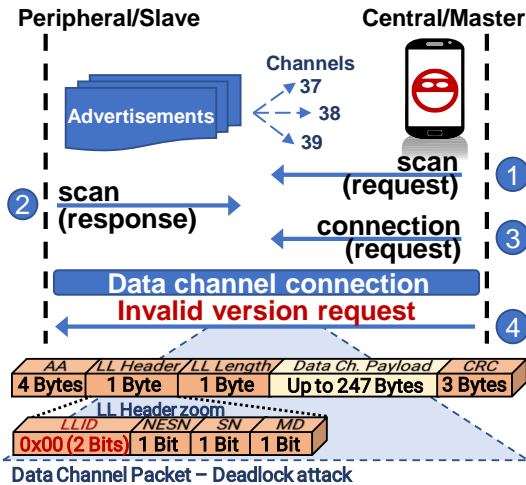 Peripheral/Slave
Central/Master
Channels
37
38
39
Advertisements
scan
(request)
1
2
scan
(response)
connection
(request)
3
Data channel connection
Invalid version request
4
AA
LL Header
LL Length
Data Ch. Payload
CRC
4 Bytes
1 Byte
1 Byte
Up to 247 Bytes
3 Bytes
LL Header zoom
LLID
NESN
SN
MD
0x00 (2 Bits)
1 Bit
1 Bit
1 Bit
Data Channel Packet – Deadlock attack